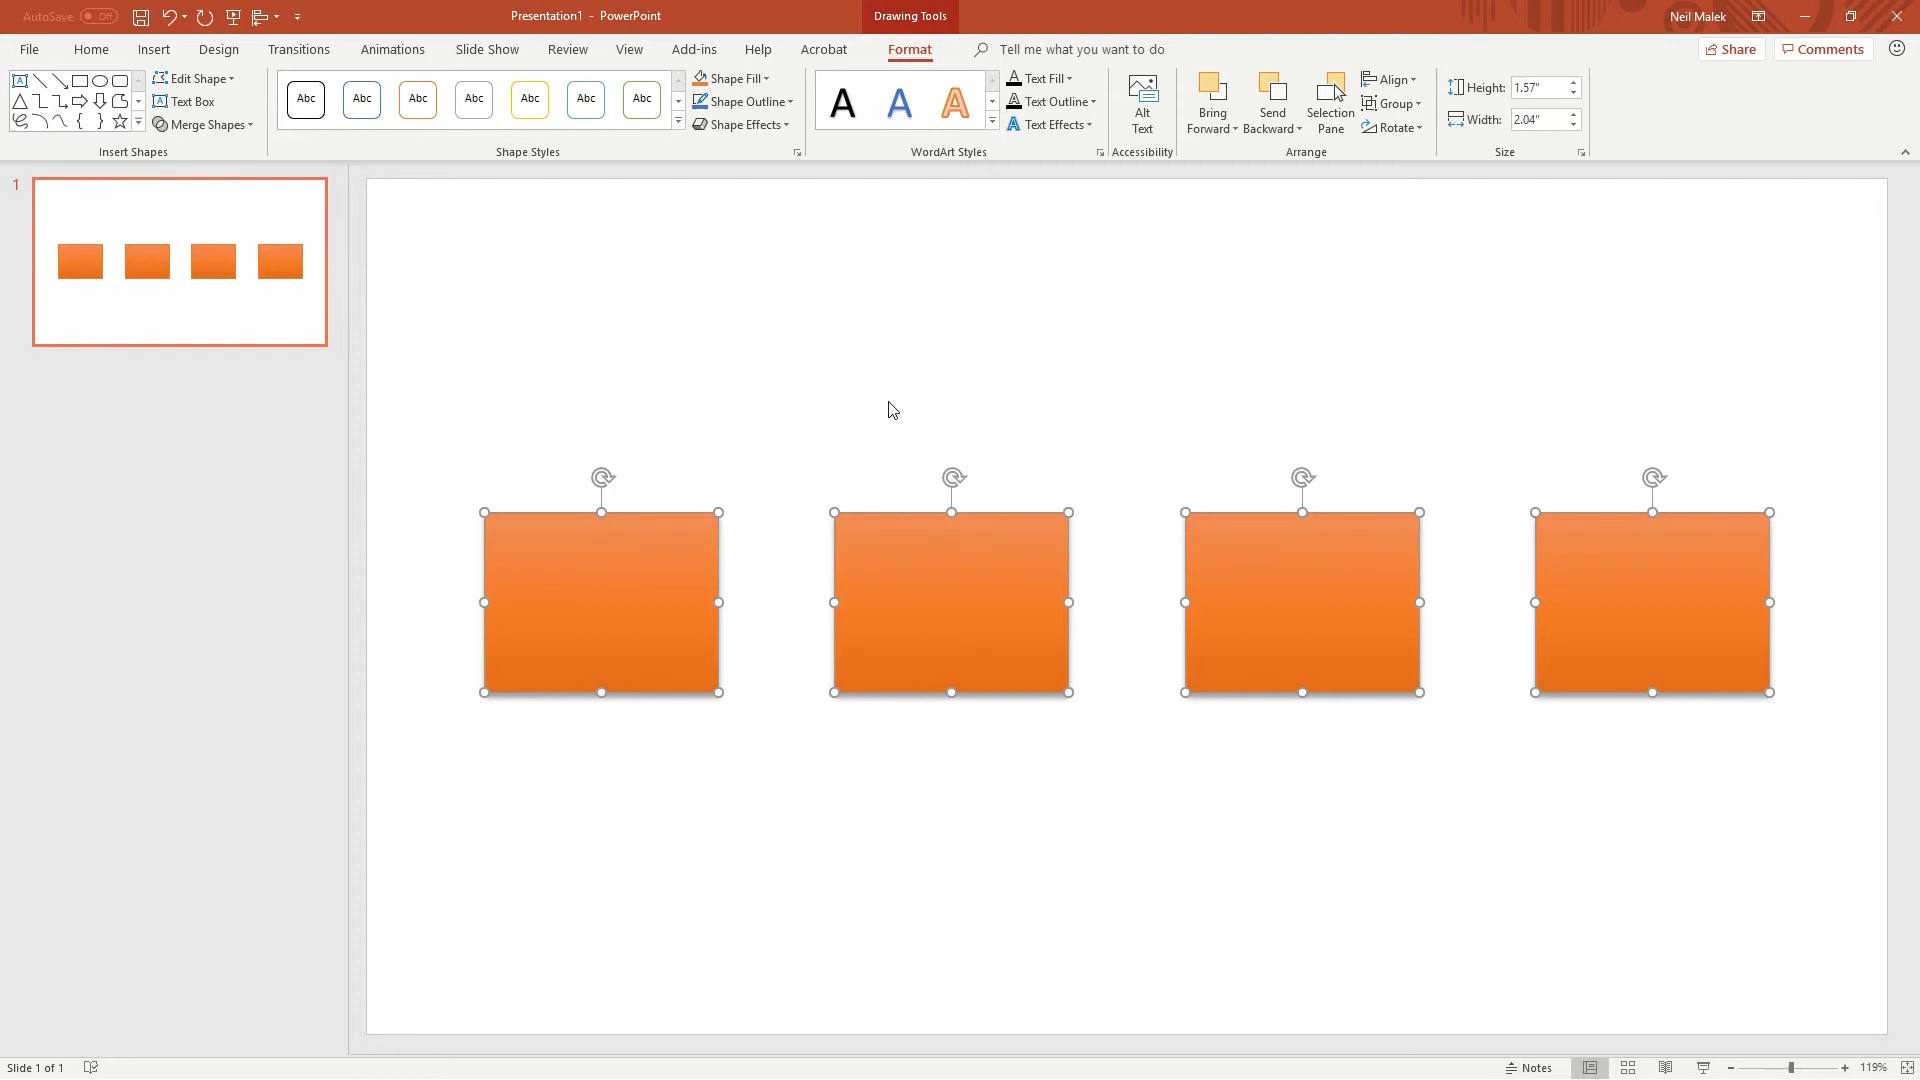 AutoSave Off
Presentation1 - PowerPoint
Drawing Tools
Neil Malek
File Home Insert Design Transitions Animations Slide Show Review View Add-ins Help Acrobat Format Tell me what you want to do Share Comments
Edit Shape
Text Box
Merge Shapes
Insert Shapes
Abc Abc Abc Abc Abc Abc Abc
Shape Fill
Shape Outline
Shape Effects
Shape Styles
A A A
Text Fill
Text Outline
Text Effects
WordArt Styles
Alt
Text
Accessibility
Bring
Forward
Send
Backward
Selection
Pane
Align
Group
Rotate
Arrange
Height: 1.57"
Width: 2.04"
Size
1
Slide 1 of 1
Notes
119%